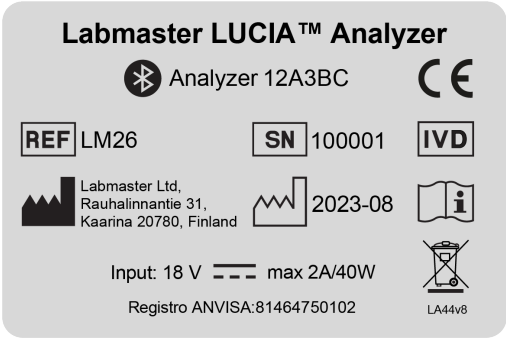 Labmaster LUCIA™ Analyzer
Analyzer 12A3BC
CE
REF LM26
SN 100001
IVD
Labmaster Ltd,
Rauhalinnantie 31,
Kaarina 20780, Finland
2023-08
i
Input: 18 V max 2A/40W
Registro ANVISA:81464750102
LA44v8